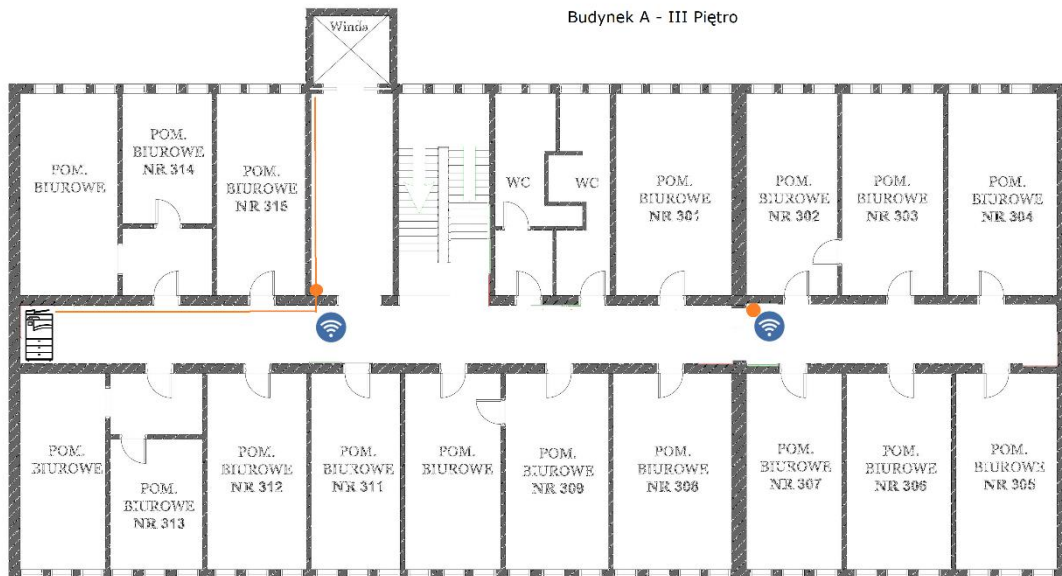 Budynek A - III Piętro
Winda
POM.
BIUROWE
POM.
BIUROWE
NR 314
POM.
BIUROWE
NR 315
WC
WC
POM.
BIUROWE
NR 301
POM.
BIUROWE
NR 302
POM.
BIUROWE
NR 303
POM.
BIUROWE
NR 304
POM.
BIUROWE
POM.
BIUROWE
NR 313
POM.
BIUROWE
NR 312
POM.
BIUROWE
NR 311
POM.
BIUROWE
POM.
BIUROWE
NR 309
POM.
BIUROWE
NR 308
POM.
BIUROWE
NR 307
POM.
BIUROWE
NR 306
POM.
BIUROWE
NR 305